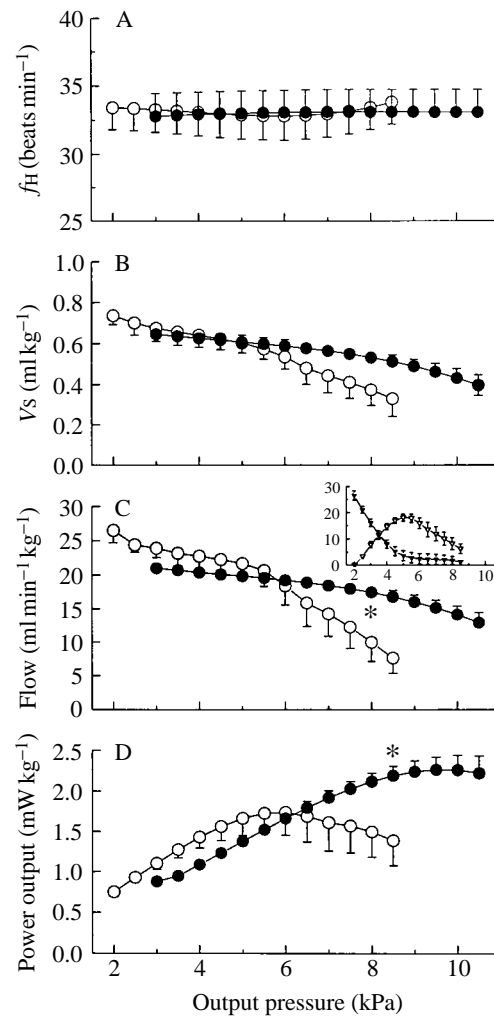 A
40
35
30
25
fH (beats min−1)
B
1.0
0.8
0.6
0.4
0.2
0.0
Vs (ml kg−1)
C
30
25
20
15
10
5
0
Flow (ml min−1 kg−1)
*
30
20
10
0
2 4 6 8 10
D
2.5
2.0
1.5
1.0
0.5
0.0
Power output (mW kg−1)
*
2 4 6 8 10
Output pressure (kPa)